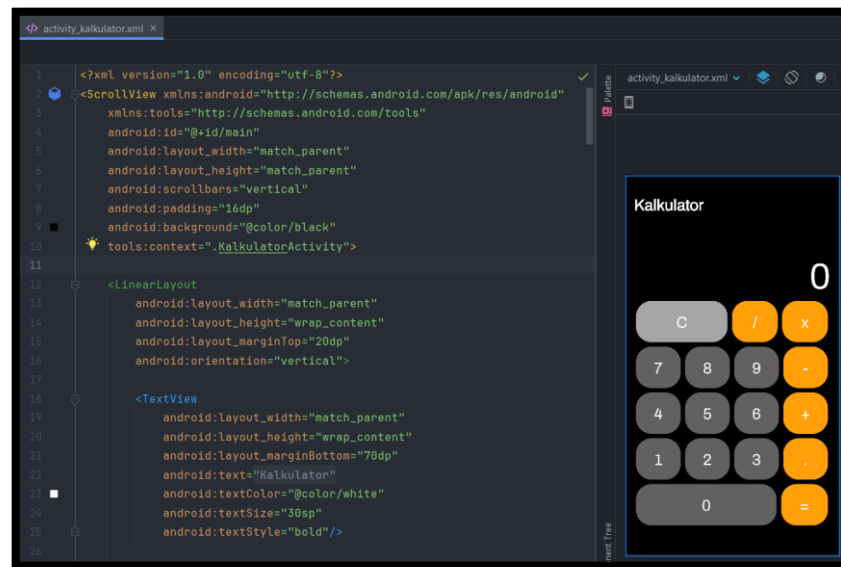 activity_kalkulator.xml ×
1 <?xml version="1.0" encoding="utf-8"?>
2 <ScrollView xmlns:android="http://schemas.android.com/apk/res/android"
3 xmlns:tools="http://schemas.android.com/tools"
4 android:id="@+id/main"
5 android:layout_width="match_parent"
6 android:layout_height="match_parent"
7 android:scrollbars="vertical"
8 android:padding="16dp"
9 android:background="@color/black"
10 tools:context=".KalkulatorActivity">
11
12 <LinearLayout
13 android:layout_width="match_parent"
14 android:layout_height="wrap_content"
15 android:layout_marginTop="20dp"
16 android:orientation="vertical">
17
18 <TextView
19 android:layout_width="match_parent"
20 android:layout_height="wrap_content"
21 android:layout_marginBottom="70dp"
22 android:text="Kalkulator"
23 android:textColor="@color/white"
24 android:textSize="30sp"
25 android:textStyle="bold"/>
26
Palette
nent Tree
activity_kalkulator.xml
Kalkulator
0
C / x
7 8 9 -
4 5 6 +
1 2 3 .
0 =